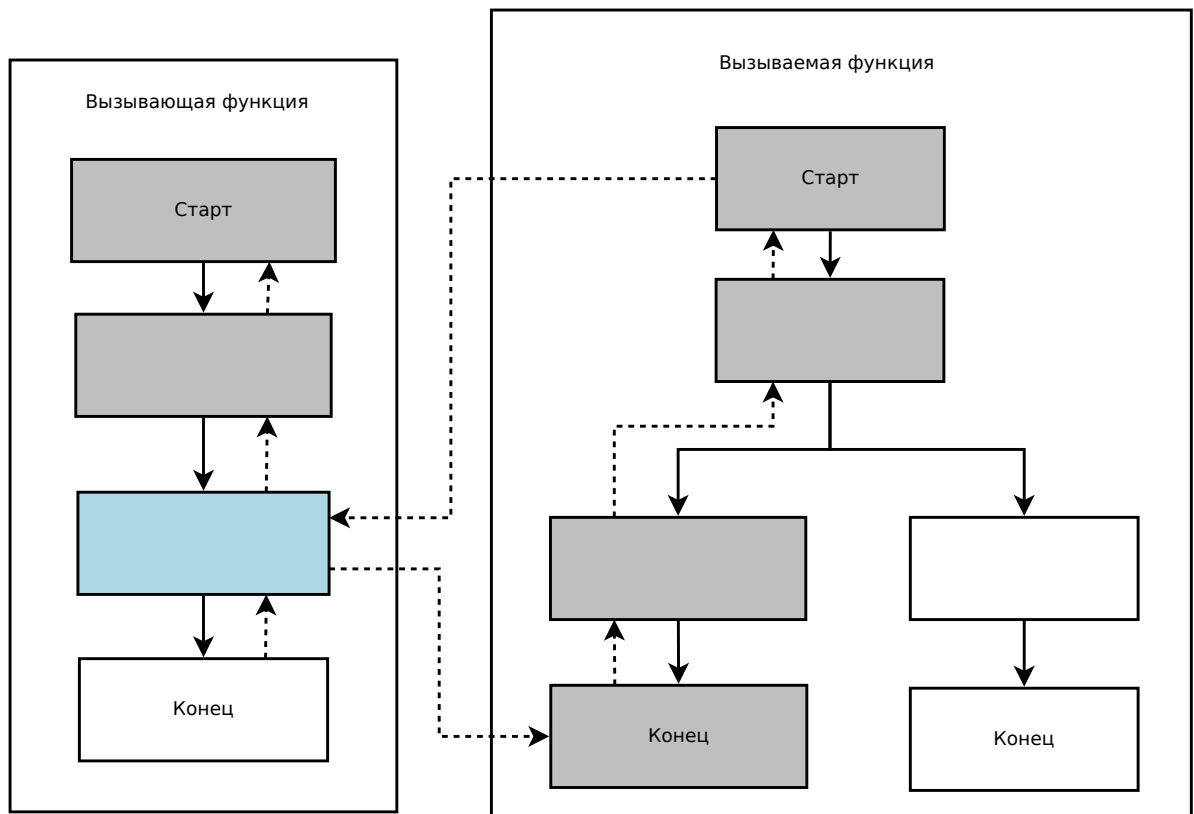 Вызывающая функция
Старт
Конец
Вызываемая функция
Старт
Конец
Конец